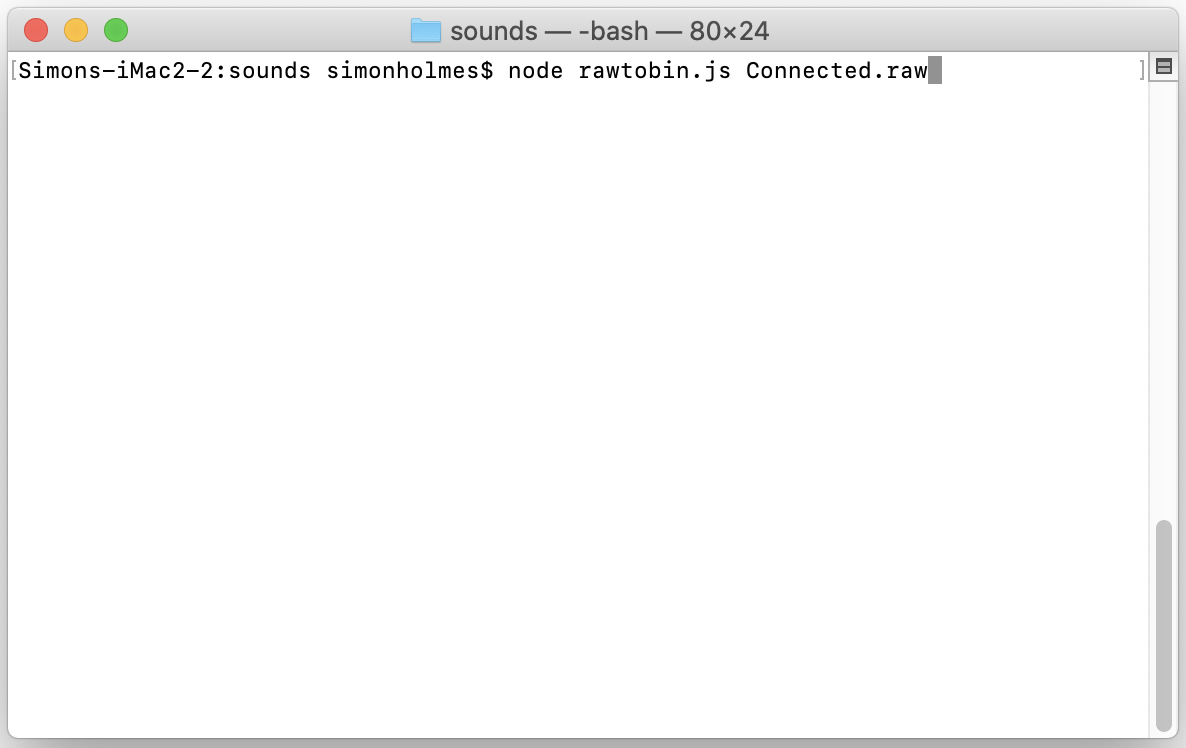 sounds — -bash — 80×24
[Simons-iMac2-2:sounds simonholmes$ node rawtobin.js Connected.raw ]